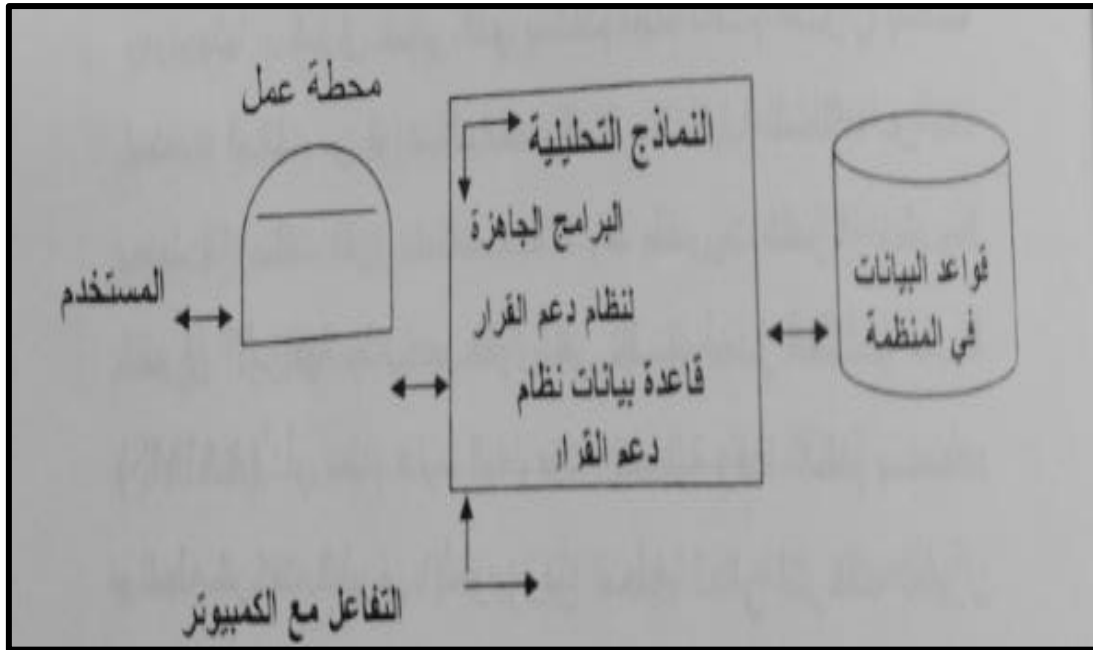 محطة عمل
المستخدم
النماذج التحليلية
البرامج الجاهزة
لنظام دعم القرار
قاعدة بيانات نظام
دعم القرار
قواعد البيانات
في المنظمة
التفاعل مع الكمبيوتر